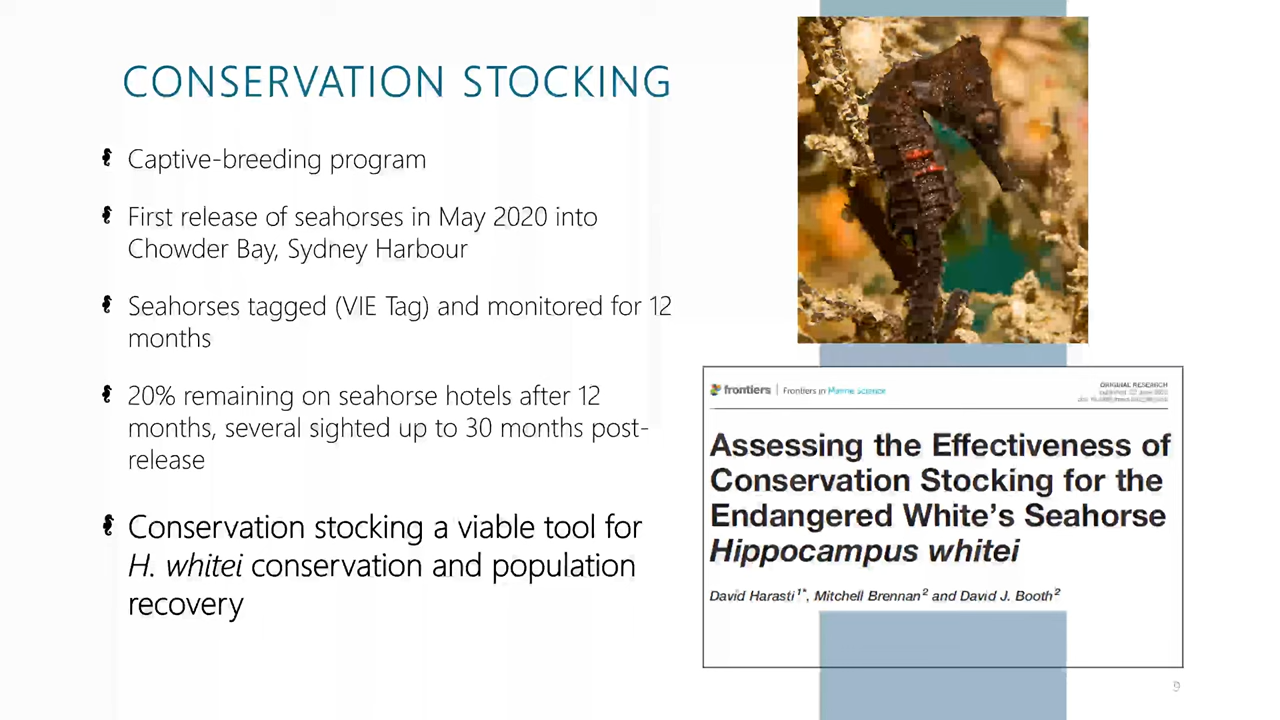 CONSERVATION STOCKING
Captive-breeding program
First release of seahorses in May 2020 into
Chowder Bay, Sydney Harbour
Seahorses tagged (VIE Tag) and monitored for 12
months
20% remaining on seahorse hotels after 12
months, several sighted up to 30 months post-
release
Conservation stocking a viable tool for
H. whitei conservation and population
recovery
frontiers | Frontiers in Marine Science
ORIGINAL RESEARCH
Assessing the Effectiveness of
Conservation Stocking for the
Endangered White's Seahorse
Hippocampus whitei
David Harasti1*, Mitchell Brennan2 and David J. Booth2
9